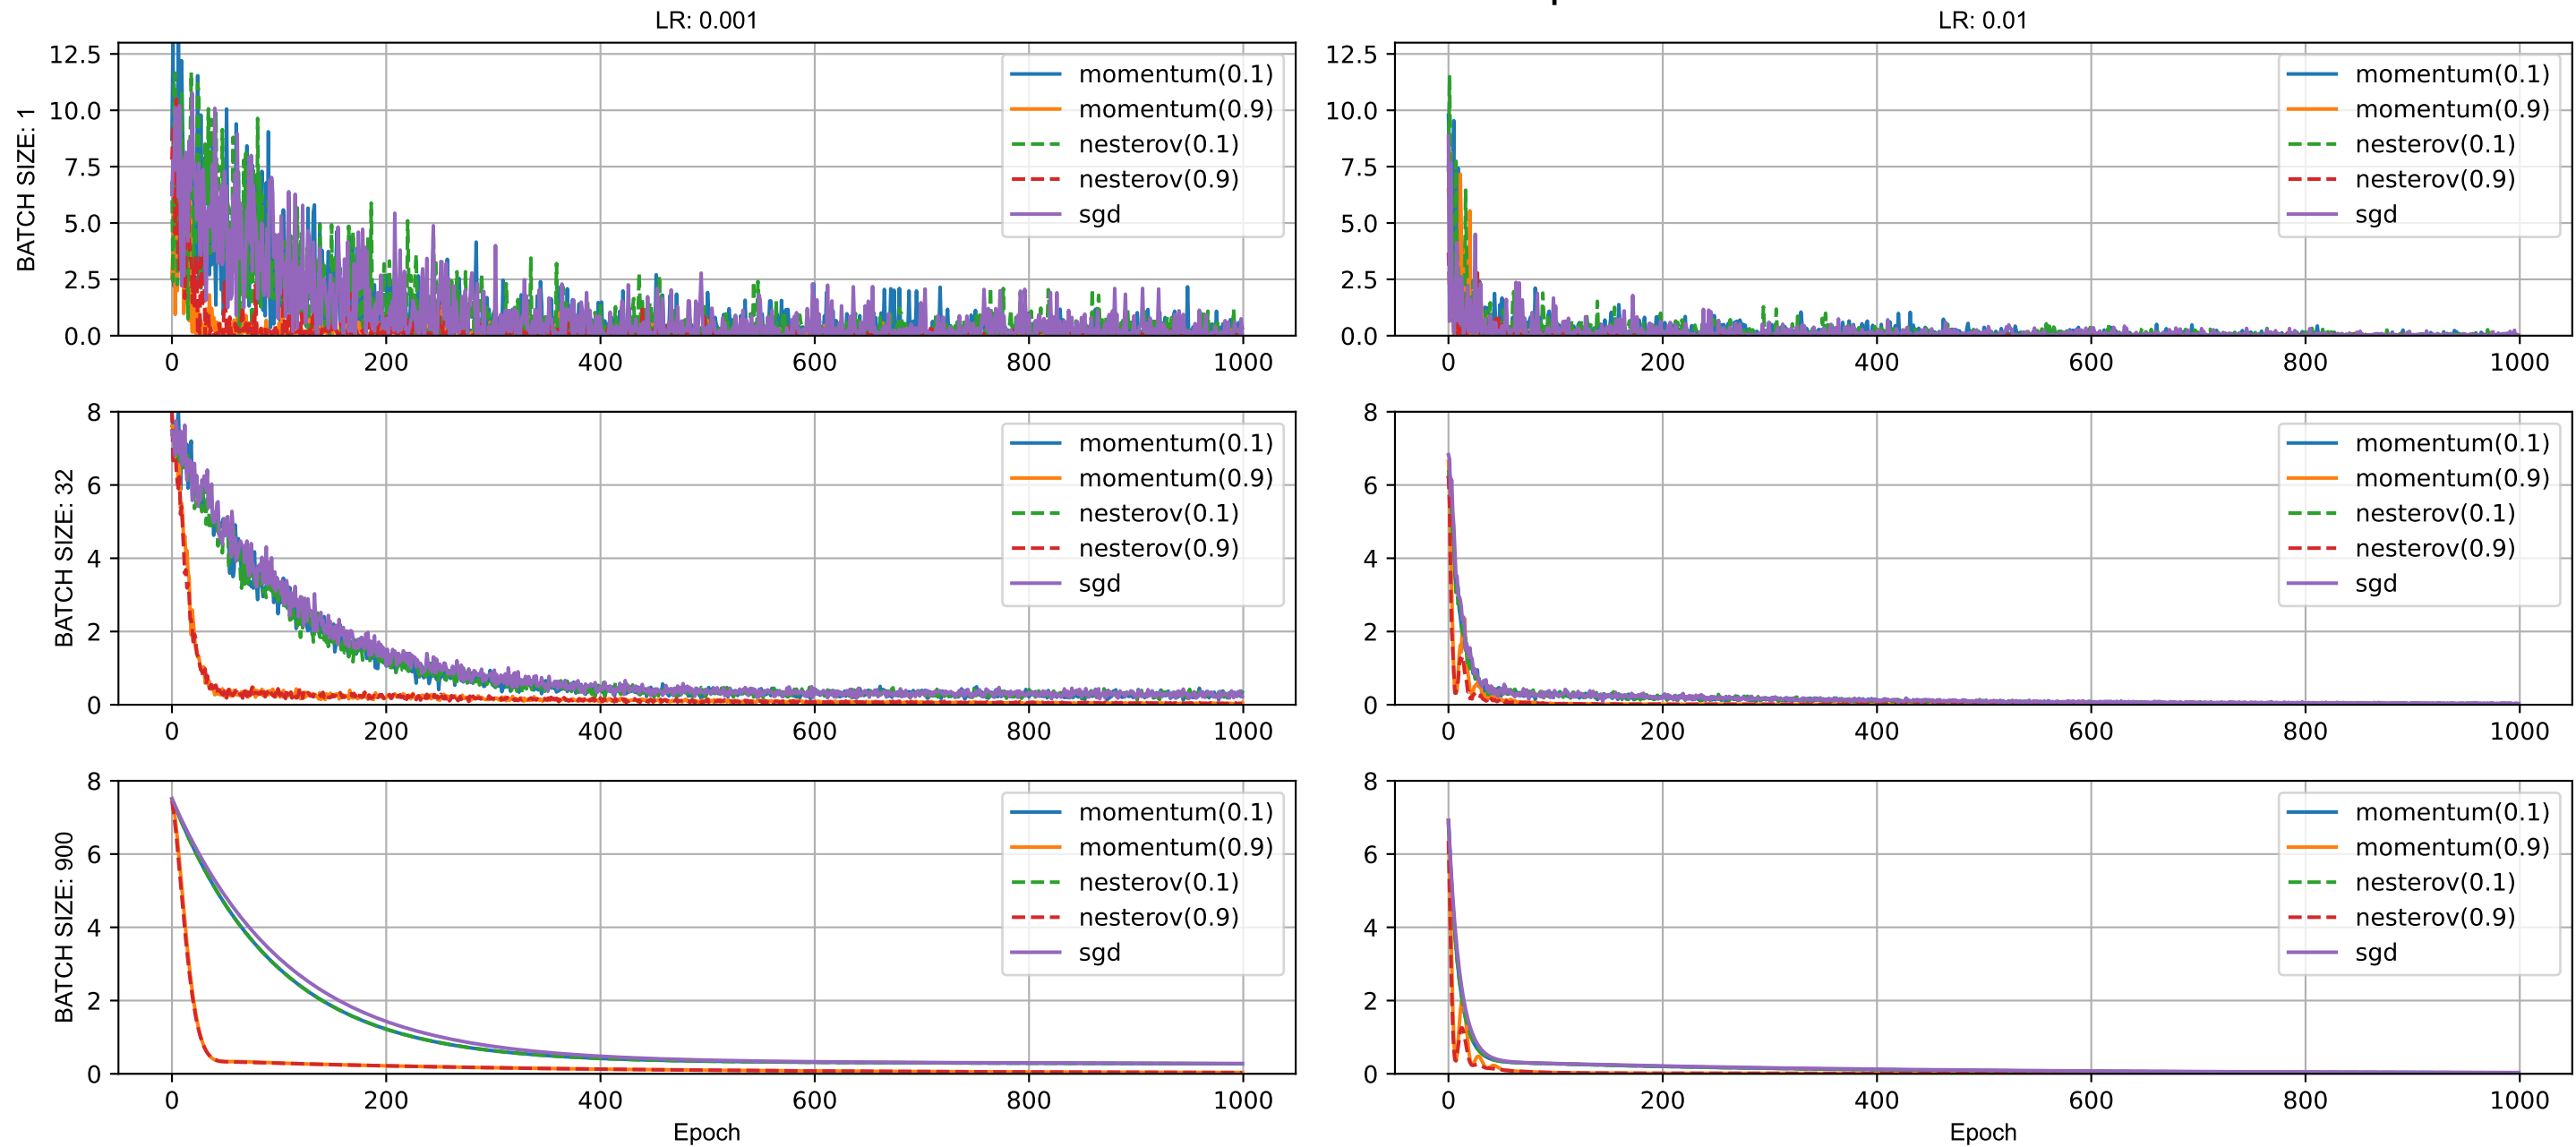 LR: 0.001
BATCH SIZE: 1
12.5
10.0
7.5
5.0
2.5
0.0
0 200 400 600 800 1000
momentum(0.1)
momentum(0.9)
nesterov(0.1)
nesterov(0.9)
sgd
LR: 0.01
12.5
10.0
7.5
5.0
2.5
0.0
0 200 400 600 800 1000
momentum(0.1)
momentum(0.9)
nesterov(0.1)
nesterov(0.9)
sgd
BATCH SIZE: 32
8
6
4
2
0
0 200 400 600 800 1000
momentum(0.1)
momentum(0.9)
nesterov(0.1)
nesterov(0.9)
sgd
8
6
4
2
0
0 200 400 600 800 1000
momentum(0.1)
momentum(0.9)
nesterov(0.1)
nesterov(0.9)
sgd
BATCH SIZE: 900
8
6
4
2
0
0 200 400 600 800 1000
Epoch
momentum(0.1)
momentum(0.9)
nesterov(0.1)
nesterov(0.9)
sgd
8
6
4
2
0
0 200 400 600 800 1000
Epoch
momentum(0.1)
momentum(0.9)
nesterov(0.1)
nesterov(0.9)
sgd